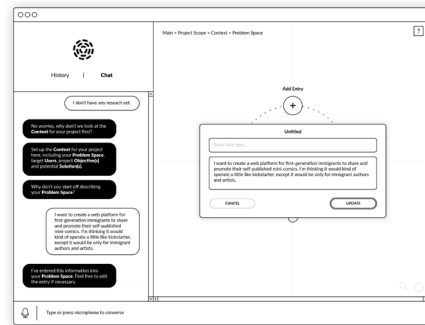 Main > Project Scope > Context > Problem Space
?
History | Chat
I don't have any reseach yet.
No worries, why don't we look at the
Context for your project first?
Set up the Context for your project
here, including your Problem Space,
target Users, project Objective(s)
and potential Solution(s).
Why don't you start off describing
your Problem Space?
I want to create a web platform for
first-generation immigrants to share
and promote their self-published
mini-comics. I'm thinking it would
kind of operate a little like kickstarter,
except it would be only for immigrant
authors and artists.
I've entered this information into
your Problem Space. Feel free to edit
the entry if necessary.
Type or press microphone to converse
Add Entry
+
Untitled
Enter title here...
I want to create a web platform for first-generation immigrants to share and
promote their self-published mini-comics. I'm thinking it would kind of
operate a little like kickstarter, except it would be only for immigrant authors
and artists.
CANCEL
UPDATE